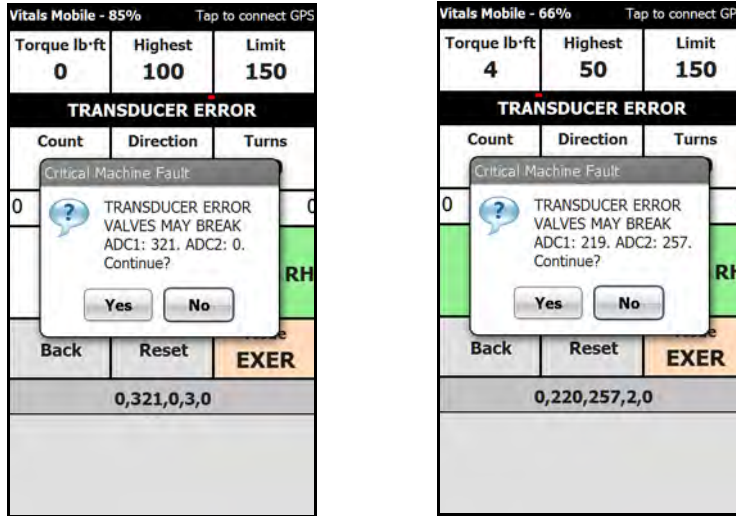 Vitals Mobile - 85% Tap to connect GPS
Torque lb·ft Highest Limit
0 100 150
TRANSDUCER ERROR
Count Direction Turns
Critical Machine Fault
TRANSDUCER ERROR
VALVES MAY BREAK
ADC1: 321. ADC2: 0.
Continue?
0 0
RH
Yes No
Back Reset
EXER
0,321,0,3,0
Vitals Mobile - 66% Tap to connect GP
Torque lb·ft Highest Limit
4 50 150
TRANSDUCER ERROR
Count Direction Turns
Critical Machine Fault
TRANSDUCER ERROR
VALVES MAY BREAK
ADC1: 219. ADC2: 257.
Continue?
0
Yes No
Back Reset
EXER
0,220,257,2,0